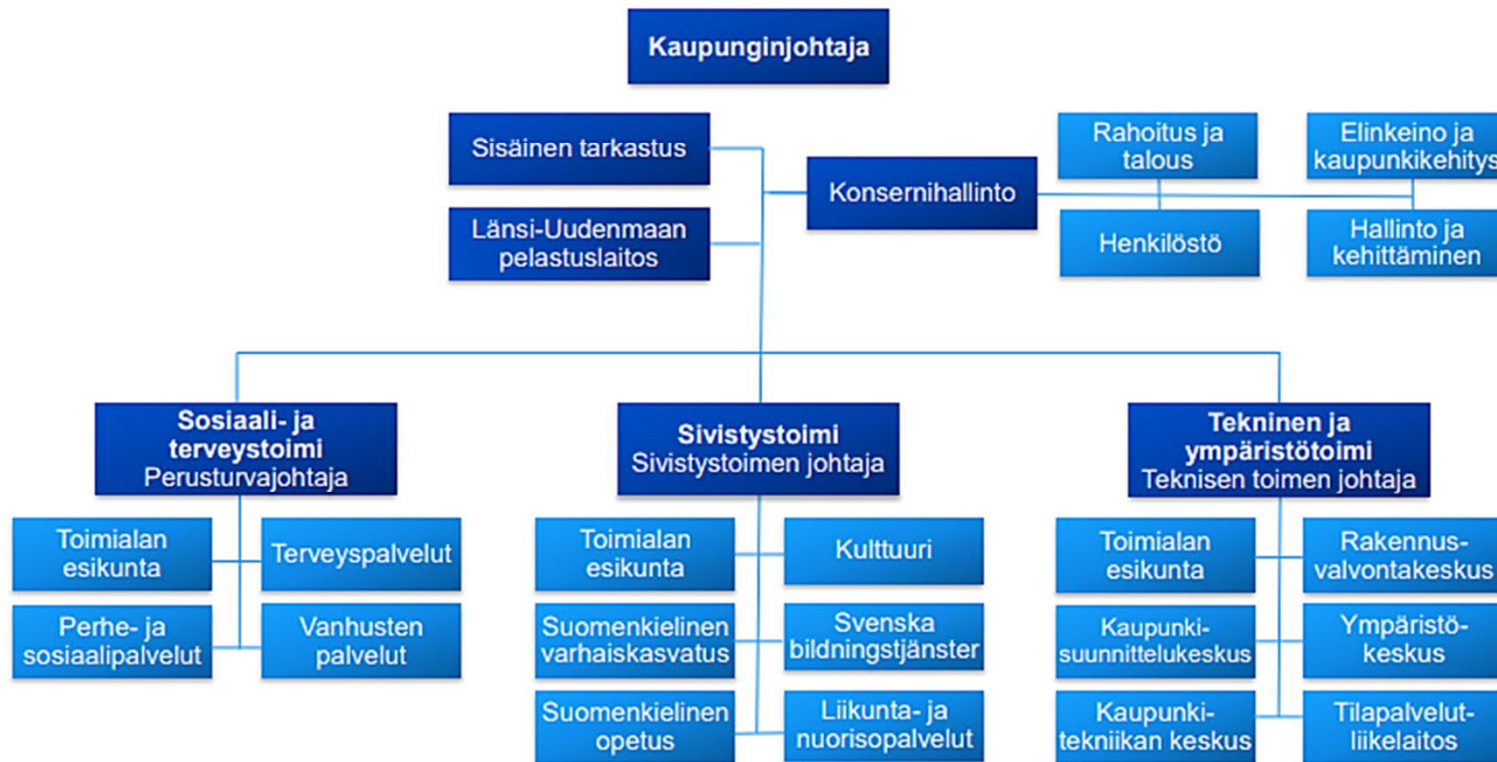 Kaupunginjohtaja
Sisäinen tarkastus
Länsi-Uudenmaan
pelastuslaitos
Konsernihallinto
Rahoitus ja
talous
Elinkeino ja
kaupunkikehitys
Henkilöstö
Hallinto ja
kehittäminen
Sosiaali- ja
terveystoimi
Perusturvajohtaja
Toimialan
esikunta
Terveyspalvelut
Perhe- ja
sosiaalipalvelut
Vanhusten
palvelut
Sivistystoimi
Sivistystoimen johtaja
Toimialan
esikunta
Kulttuuri
Suomenkielinen
varhaiskasvatus
Svenska
bildningstjänster
Suomenkielinen
opetus
Liikunta- ja
nuorisopalvelut
Tekninen ja
ympäristötoimi
Teknisen toimen johtaja
Toimialan
esikunta
Rakennus-
valvontakeskus
Kaupunki-
suunnittelukeskus
Ympäristö-
keskus
Kaupunki-
tekniikan keskus
Tilapalvelut-
liikelaitos